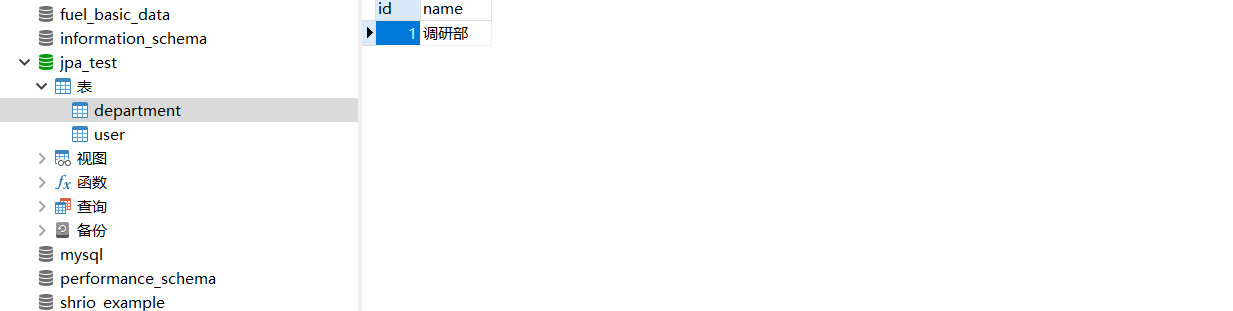 fuel_basic_data
information_schema
jpa_test
表
department
user
视图
函数
查询
备份
mysql
performance_schema
shrio_example
id name
1 调研部